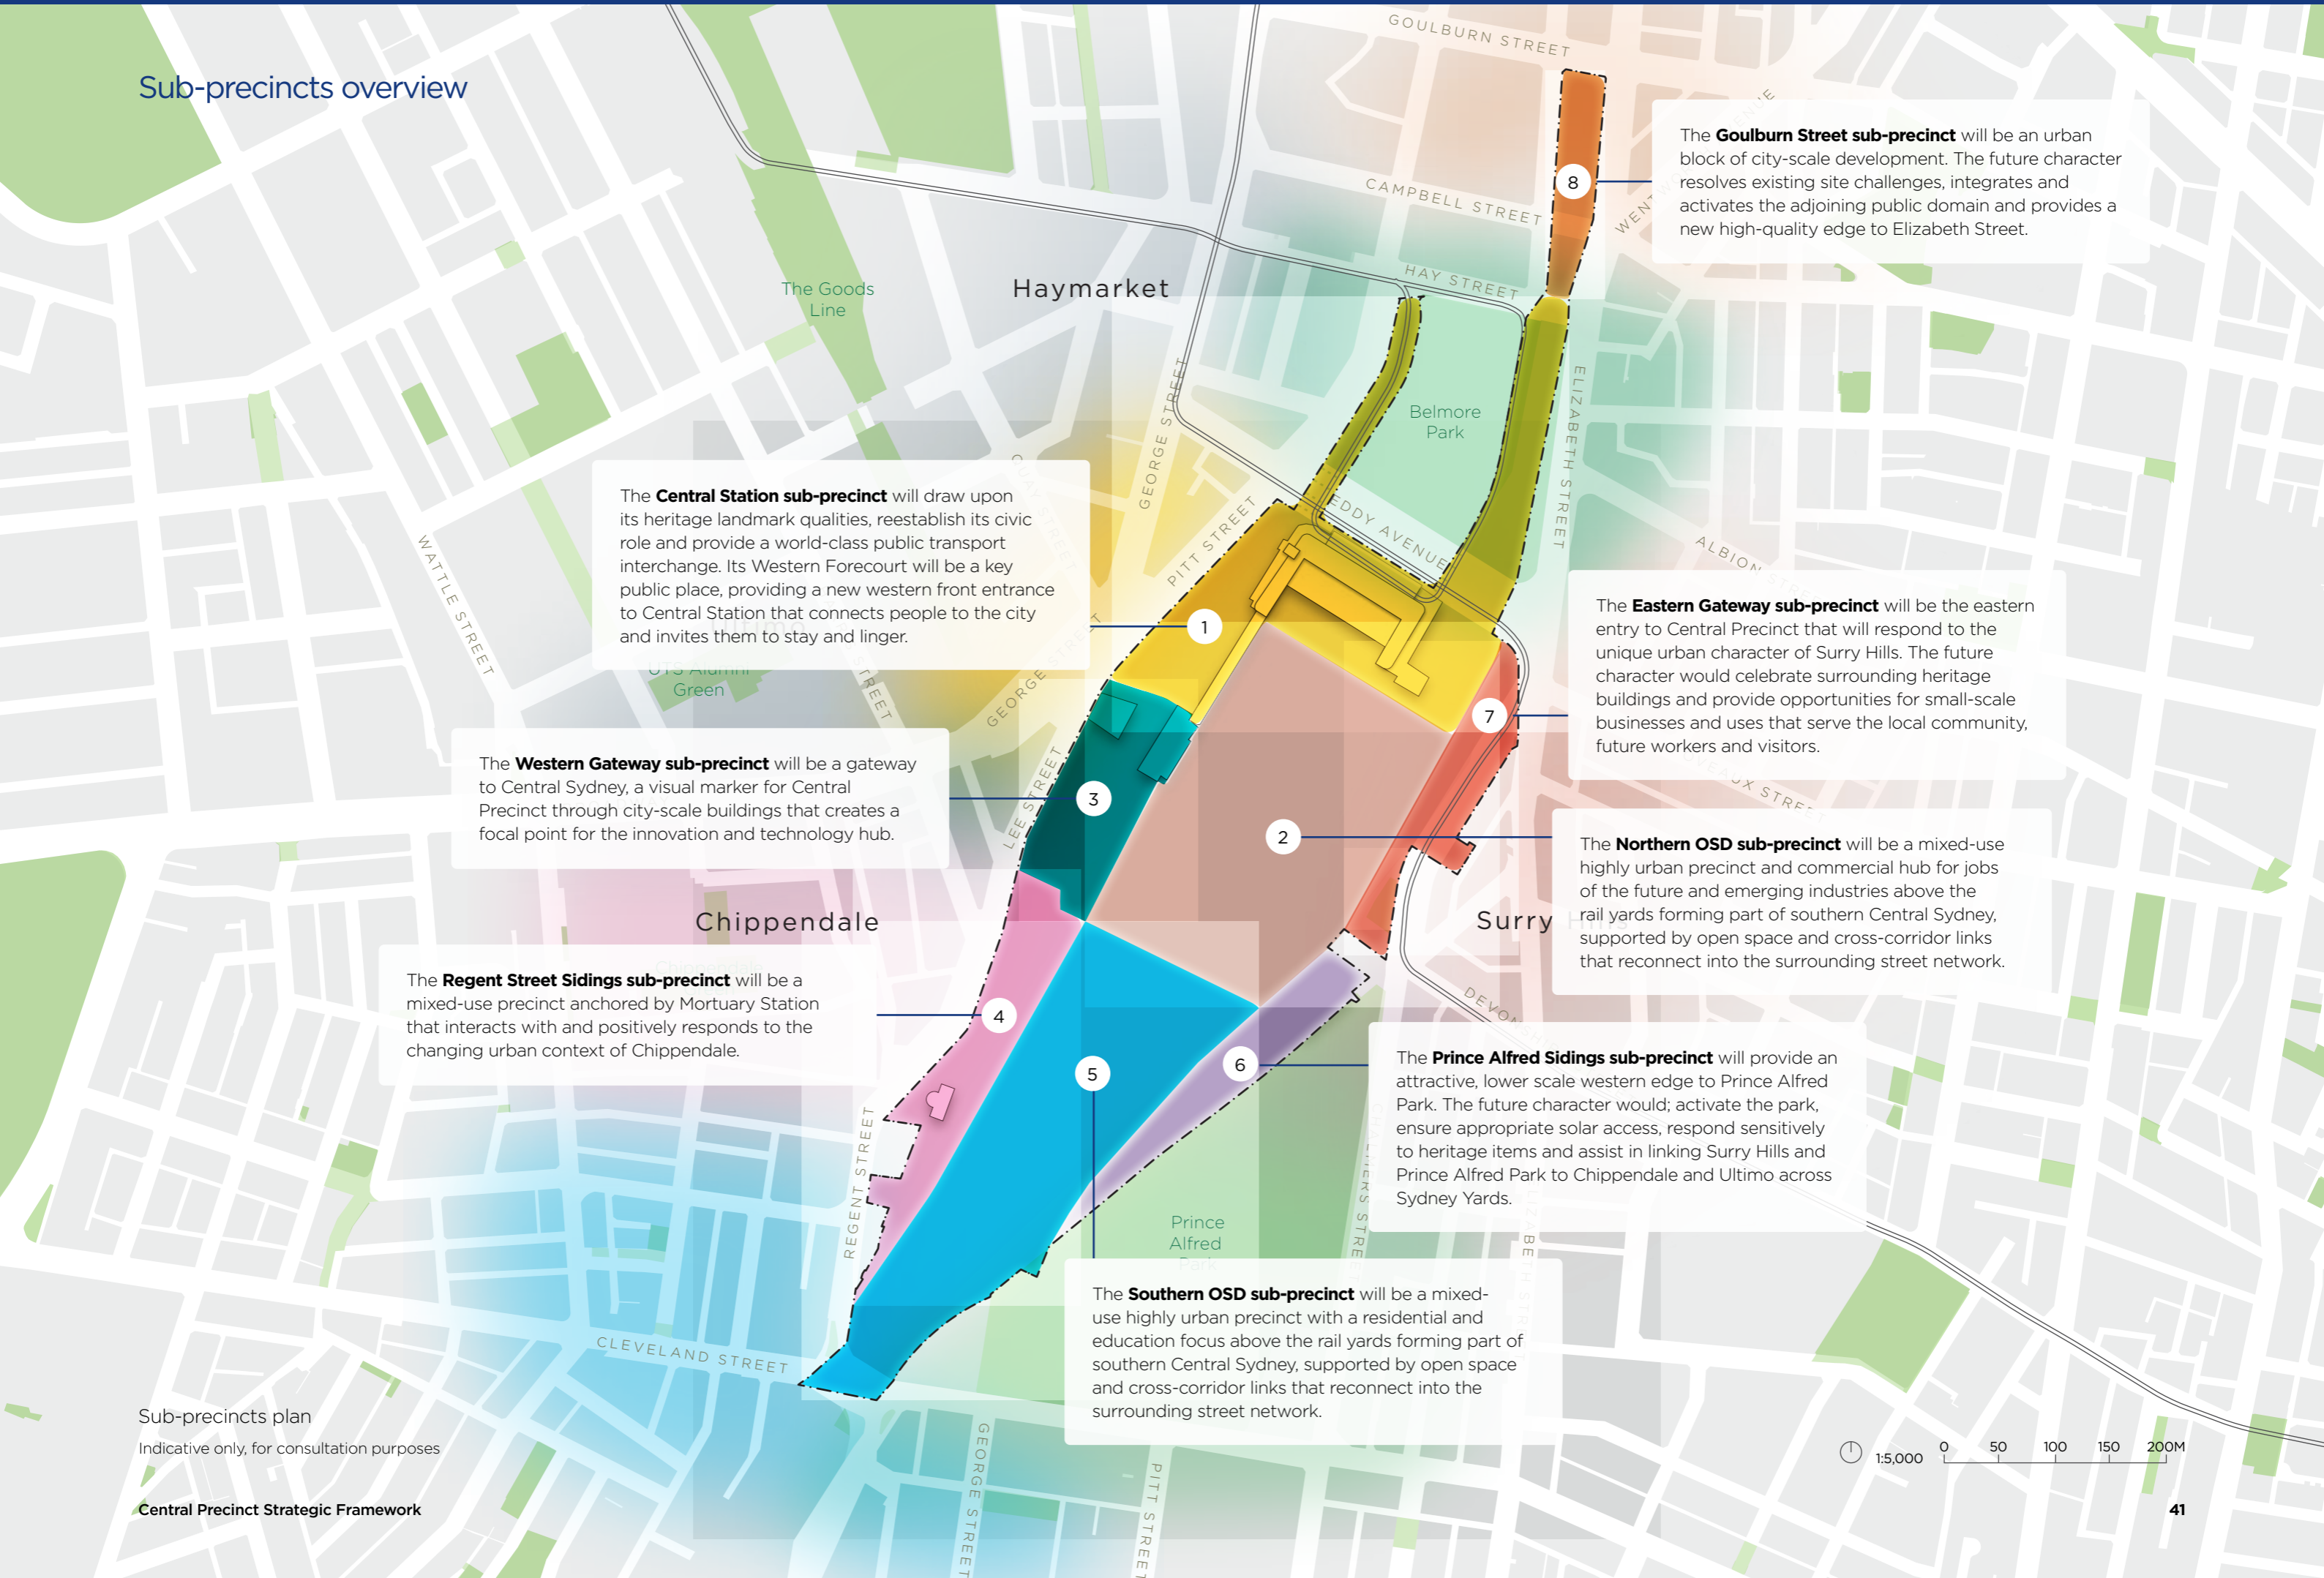 Sub-precincts overview
GOULBURN STREET
8
The Goulburn Street sub-precinct will be an urban
block of city-scale development. The future character
resolves existing site challenges, integrates and
activates the adjoining public domain and provides a
new high-quality edge to Elizabeth Street.
CAMPBELL STREET
HAY STREET
Haymarket
The Goods
Line
Belmore
Park
ELIZABETH STREET
GEORGE STREET
PITT STREET
EDDY AVENUE
The Central Station sub-precinct will draw upon
its heritage landmark qualities, reestablish its civic
role and provide a world-class public transport
interchange. Its Western Forecourt will be a key
public place, providing a new western front entrance
to Central Station that connects people to the city
and invites them to stay and linger.
1
WATTLE STREET
Ultimo
UTS Alumni
Green
STREET
GEORGE STREET
ALBION STREET
The Eastern Gateway sub-precinct will be the eastern
entry to Central Precinct that will respond to the
unique urban character of Surry Hills. The future
character would celebrate surrounding heritage
buildings and provide opportunities for small-scale
businesses and uses that serve the local community,
future workers and visitors.
7
The Western Gateway sub-precinct will be a gateway
to Central Sydney, a visual marker for Central
Precinct through city-scale buildings that creates a
focal point for the innovation and technology hub.
LEE STREET
3
2
The Northern OSD sub-precinct will be a mixed-use
highly urban precinct and commercial hub for jobs
of the future and emerging industries above the
rail yards forming part of southern Central Sydney,
supported by open space and cross-corridor links
that reconnect into the surrounding street network.
Chippendale
Surry Hills
The Regent Street Sidings sub-precinct will be a
mixed-use precinct anchored by Mortuary Station
that interacts with and positively responds to the
changing urban context of Chippendale.
4
5
6
The Prince Alfred Sidings sub-precinct will provide an
attractive, lower scale western edge to Prince Alfred
Park. The future character would; activate the park,
ensure appropriate solar access, respond sensitively
to heritage items and assist in linking Surry Hills and
Prince Alfred Park to Chippendale and Ultimo across
Sydney Yards.
REGENT STREET
CHALMERS STREET
ELIZABETH STREET
Prince
Alfred
Park
The Southern OSD sub-precinct will be a mixed-
use highly urban precinct with a residential and
education focus above the rail yards forming part of
southern Central Sydney, supported by open space
and cross-corridor links that reconnect into the
surrounding street network.
CLEVELAND STREET
GEORGE STREET
PITT STREET
Sub-precincts plan
Indicative only, for consultation purposes
1:5,000
0 50 100 150 200M
Central Precinct Strategic Framework
41